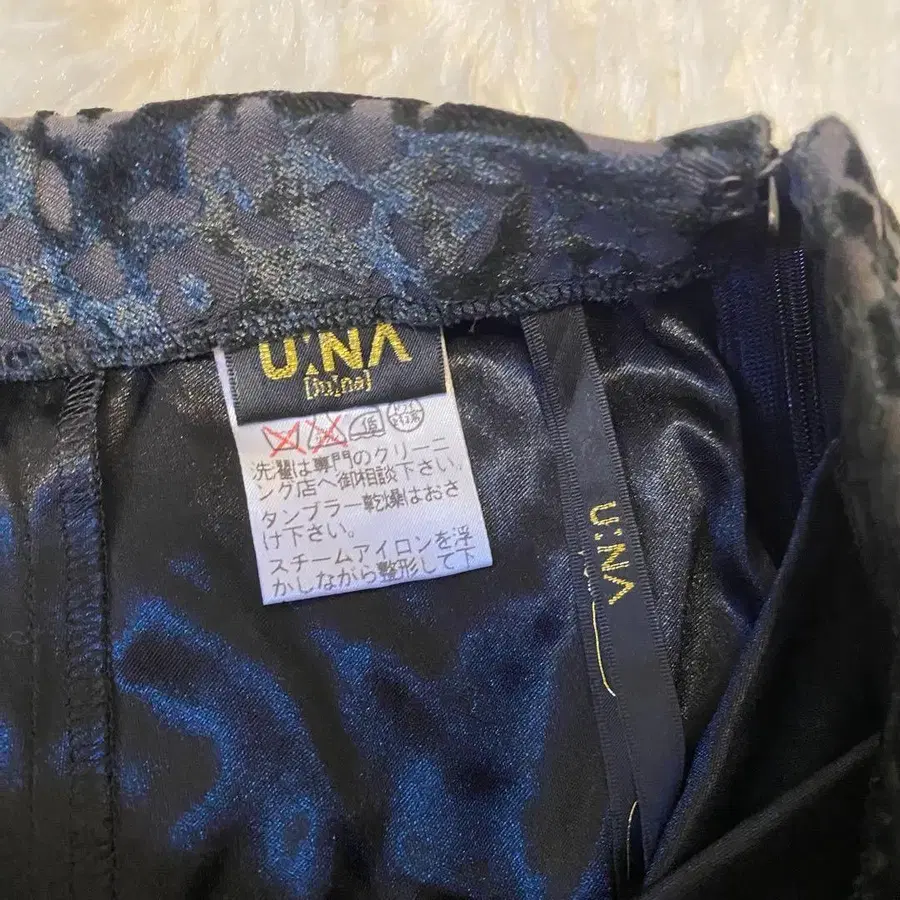 U:NA
[ju:na]
洗濯は専門のクリーニ
ング店へ御相談下さい。
タンブラー乾燥はおさ
け下さい。
スチームアイロンを浮
かしながら整形して下
U:NA